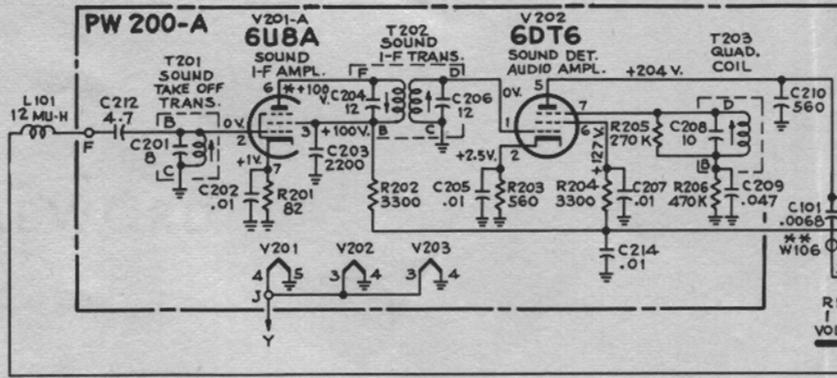 PW 200-A
V201-A
6U8A
SOUND
I-F AMPL.
T202
SOUND
I-F TRANS.
V202
6DT6
SOUND DET.
AUDIO AMPL.
T203
QUAD.
COIL
T201
SOUND
TAKE OFF
TRANS.
L101
12 MU-H
C212
4.7
F
B
C201
8
C
0V.
2
6
*+100
V.
3
+100V.
7
+1V.
C202
.01
R201
82
C203
2200
F
C204
12
B
D
C206
12
C
R202
3300
0V.
1
5
+204 V.
7
6
2
+2.5V.
C205
.01
R203
560
+127V.
R204
3300
C207
.01
R205
270 K
C208
10
D
B
R206
470K
C209
.047
C210
560
C101
.0068
**
W106
C214
.01
V201
4
5
V202
3
4
V203
3
4
J
Y
R
1
VOL